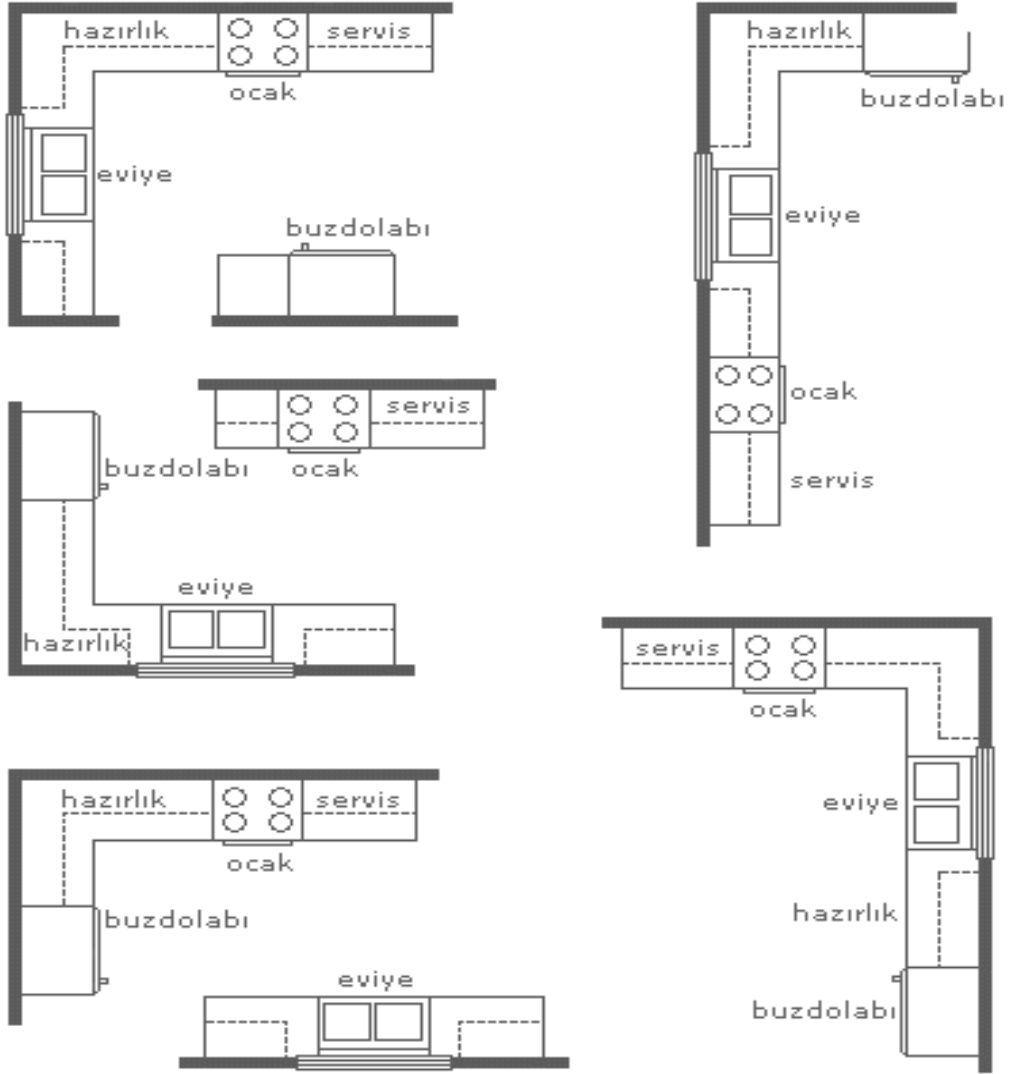 hazırlık
servis
ocak
eviye
buzdolabı
hazırlık
buzdolabı
eviye
ocak
servis
servis
buzdolabı
ocak
eviye
hazırlık
servis
ocak
eviye
hazırlık
buzdolabı
hazırlık
servis
ocak
buzdolabı
eviye